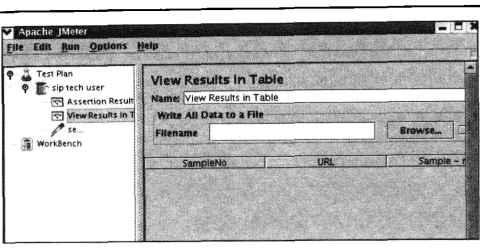 Apache JMeter
File Edit Run Options Help
Test Plan
sip tech user
Assertion Result
View Results in T
se...
WorkBench
View Results in Table
Name: View Results in Table
Write All Data to a File
Filename Browse...
SampleNo URL Sample - r